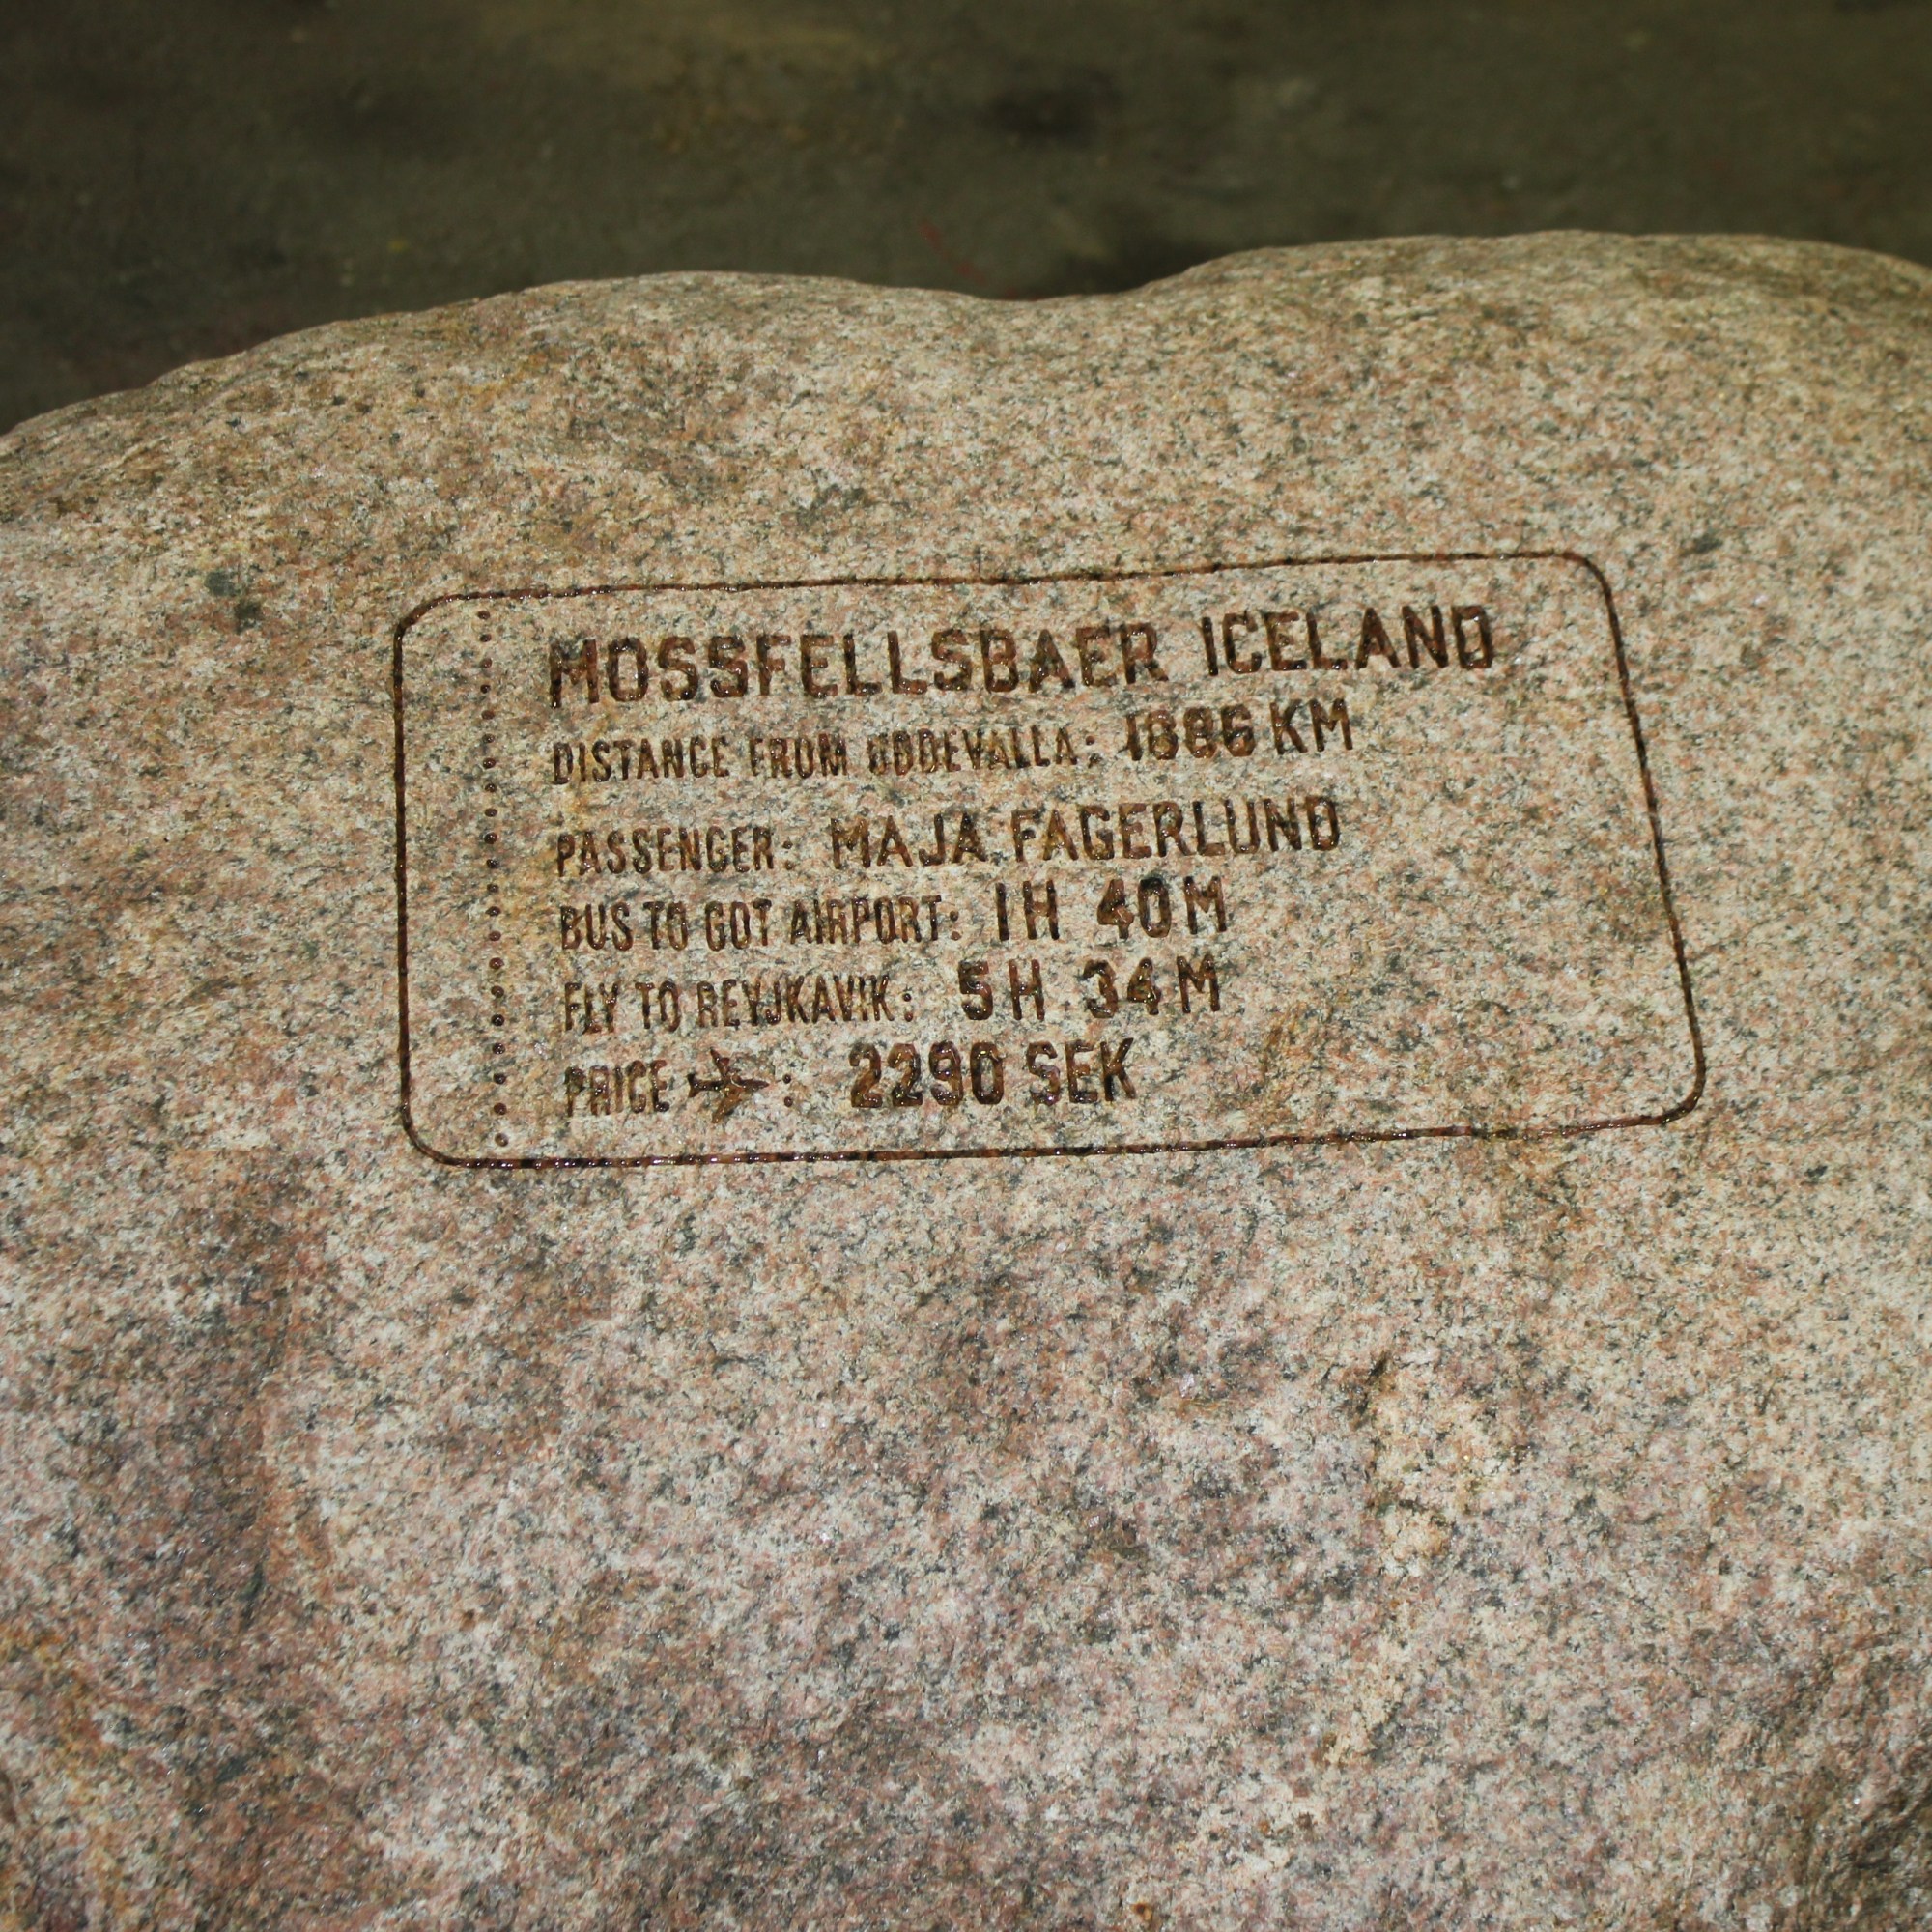 MOSSFELLSBAER ICELAND
DISTANCE FROM UDDEVALLA: 1886 KM
PASSENGER: MAJA FAGERLUND
BUS TO GOT AIRPORT: 1H 40M
FLY TO REYJKAVIK: 5H 34M
PRICE : 2290 SEK